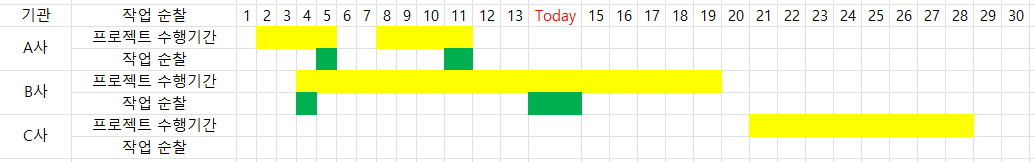 기관 작업 순찰 1 2 3 4 5 6 7 8 9 10 11 12 13 Today 15 16 17 18 19 20 21 22 23 24 25 26 27 28 29 30
A사 프로젝트 수행기간
작업 순찰
B사 프로젝트 수행기간
작업 순찰
C사 프로젝트 수행기간
작업 순찰